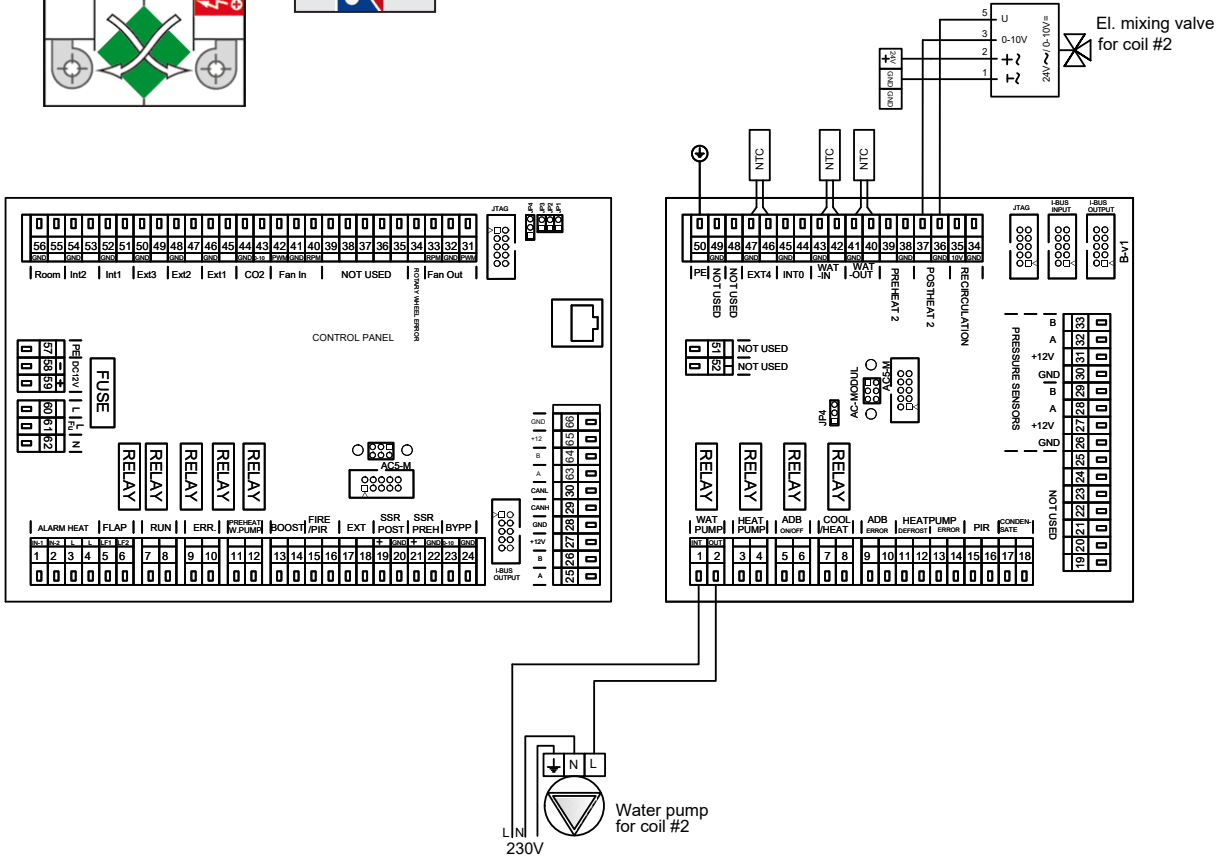 5 U
3 0-10V
2 +~
1 ⊢~
24V ~/ 0-10V=
El. mixing valve
for coil #2
+ 24V
GND
GND
NTC
NTC
NTC
JTAG
JP4
JP3
JP2
JP1
56 55 54 53 52 51 50 49 48 47 46 45 44 43 42 41 40 39 38 37 36 35 34 33 32 31
GND GND GND GND GND GND GND 0-10 PWM GND RPM RPM GND PWM
Room Int2 Int1 Ext3 Ext2 Ext1 CO2 Fan In NOT USED ROTARY WHEEL ERROR Fan Out
CONTROL PANEL
57 PE
58 - DC12V
59 +
60 L
61 Fu L
62 N
FUSE
RELAY RELAY RELAY RELAY RELAY
AC5-M
GND 66
+12 65
B 64
A 63
CANL 30
CANH 29
GND 28
+12V 27
B 26
A 25
I-BUS
OUTPUT
ALARM HEAT FLAP RUN ERR. PREHEAT W.PUMP BOOST FIRE /PIR EXT SSR POST SSR PREH BYPP
IN-1 IN-2 L L LF1 LF2 + GND + GND 0-10 GND
1 2 3 4 5 6 7 8 9 10 11 12 13 14 15 16 17 18 19 20 21 22 23 24
50 49 48 47 46 45 44 43 42 41 40 39 38 37 36 35 34
GND GND GND GND GND GND 10V GND
PE NOT USED NOT USED EXT4 INT0 WAT -IN WAT -OUT PREHEAT 2 POSTHEAT 2 RECIRCULATION
JTAG
I-BUS
INPUT
I-BUS
OUTPUT
B-v1
51 NOT USED
52 NOT USED
AC-MODUL
AC5-M
JP4
PRESSURE SENSORS
B 33
A 32
+12V 31
GND 30
B 29
A 28
+12V 27
GND 26
25
24
23
22
21
20
19
NOT USED
RELAY RELAY RELAY RELAY
WAT PUMP HEAT PUMP ADB ON/OFF COOL /HEAT ADB ERROR HEATPUMP DEFROST ERROR PIR CONDEN- SATE
INT OUT
1 2 3 4 5 6 7 8 9 10 11 12 13 14 15 16 17 18
N L
Water pump
for coil #2
L N
230V